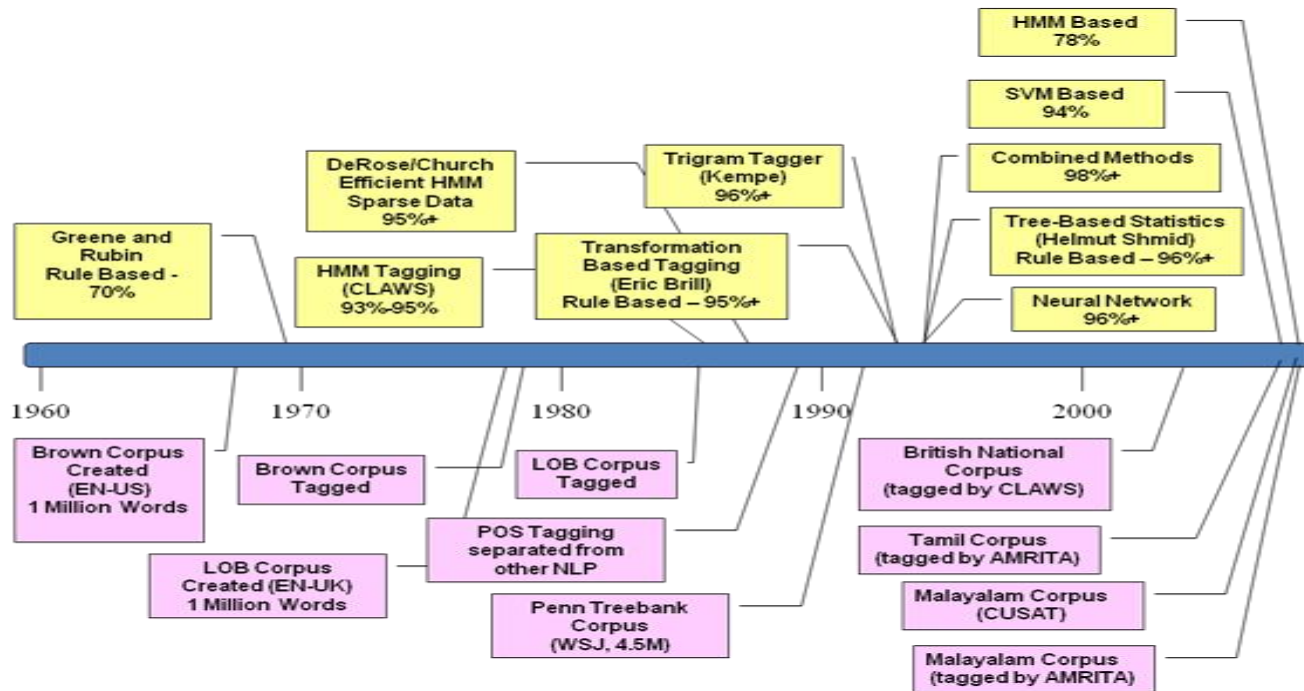 HMM Based
78%
SVM Based
94%
DeRose/Church
Efficient HMM
Sparse Data
95%+
Trigram Tagger
(Kempe)
96%+
Combined Methods
98%+
Greene and
Rubin
Rule Based -
70%
HMM Tagging
(CLAWS)
93%-95%
Transformation
Based Tagging
(Eric Brill)
Rule Based – 95%+
Tree-Based Statistics
(Helmut Shmid)
Rule Based – 96%+
Neural Network
96%+
1960
1970
1980
1990
2000
Brown Corpus
Created
(EN-US)
1 Million Words
Brown Corpus
Tagged
LOB Corpus
Tagged
British National
Corpus
(tagged by CLAWS)
POS Tagging
separated from
other NLP
Tamil Corpus
(tagged by AMRITA)
LOB Corpus
Created (EN-UK)
1 Million Words
Penn Treebank
Corpus
(WSJ, 4.5M)
Malayalam Corpus
(CUSAT)
Malayalam Corpus
(tagged by AMRITA)